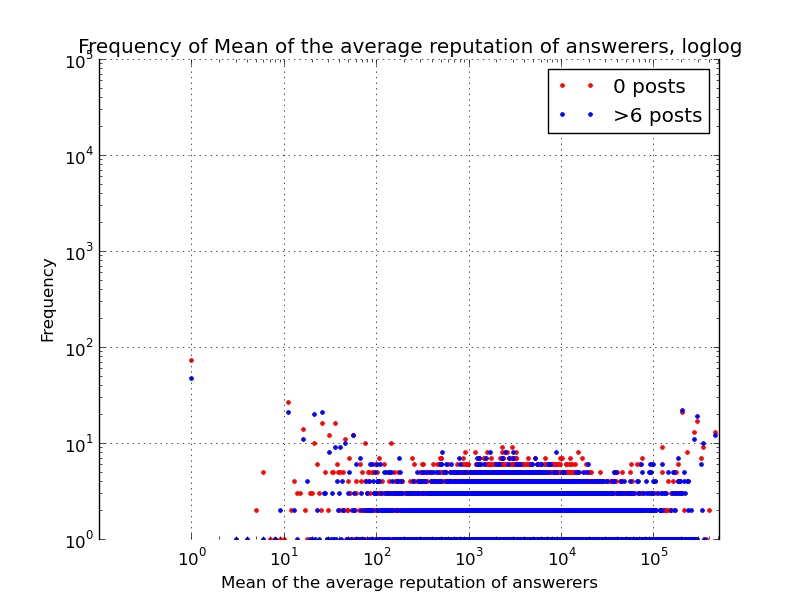 Frequency of Mean of the average reputation of answerers, loglog
0 posts
>6 posts
Frequency
10^5
10^4
10^3
10^2
10^1
10^0
10^0 10^1 10^2 10^3 10^4 10^5
Mean of the average reputation of answerers